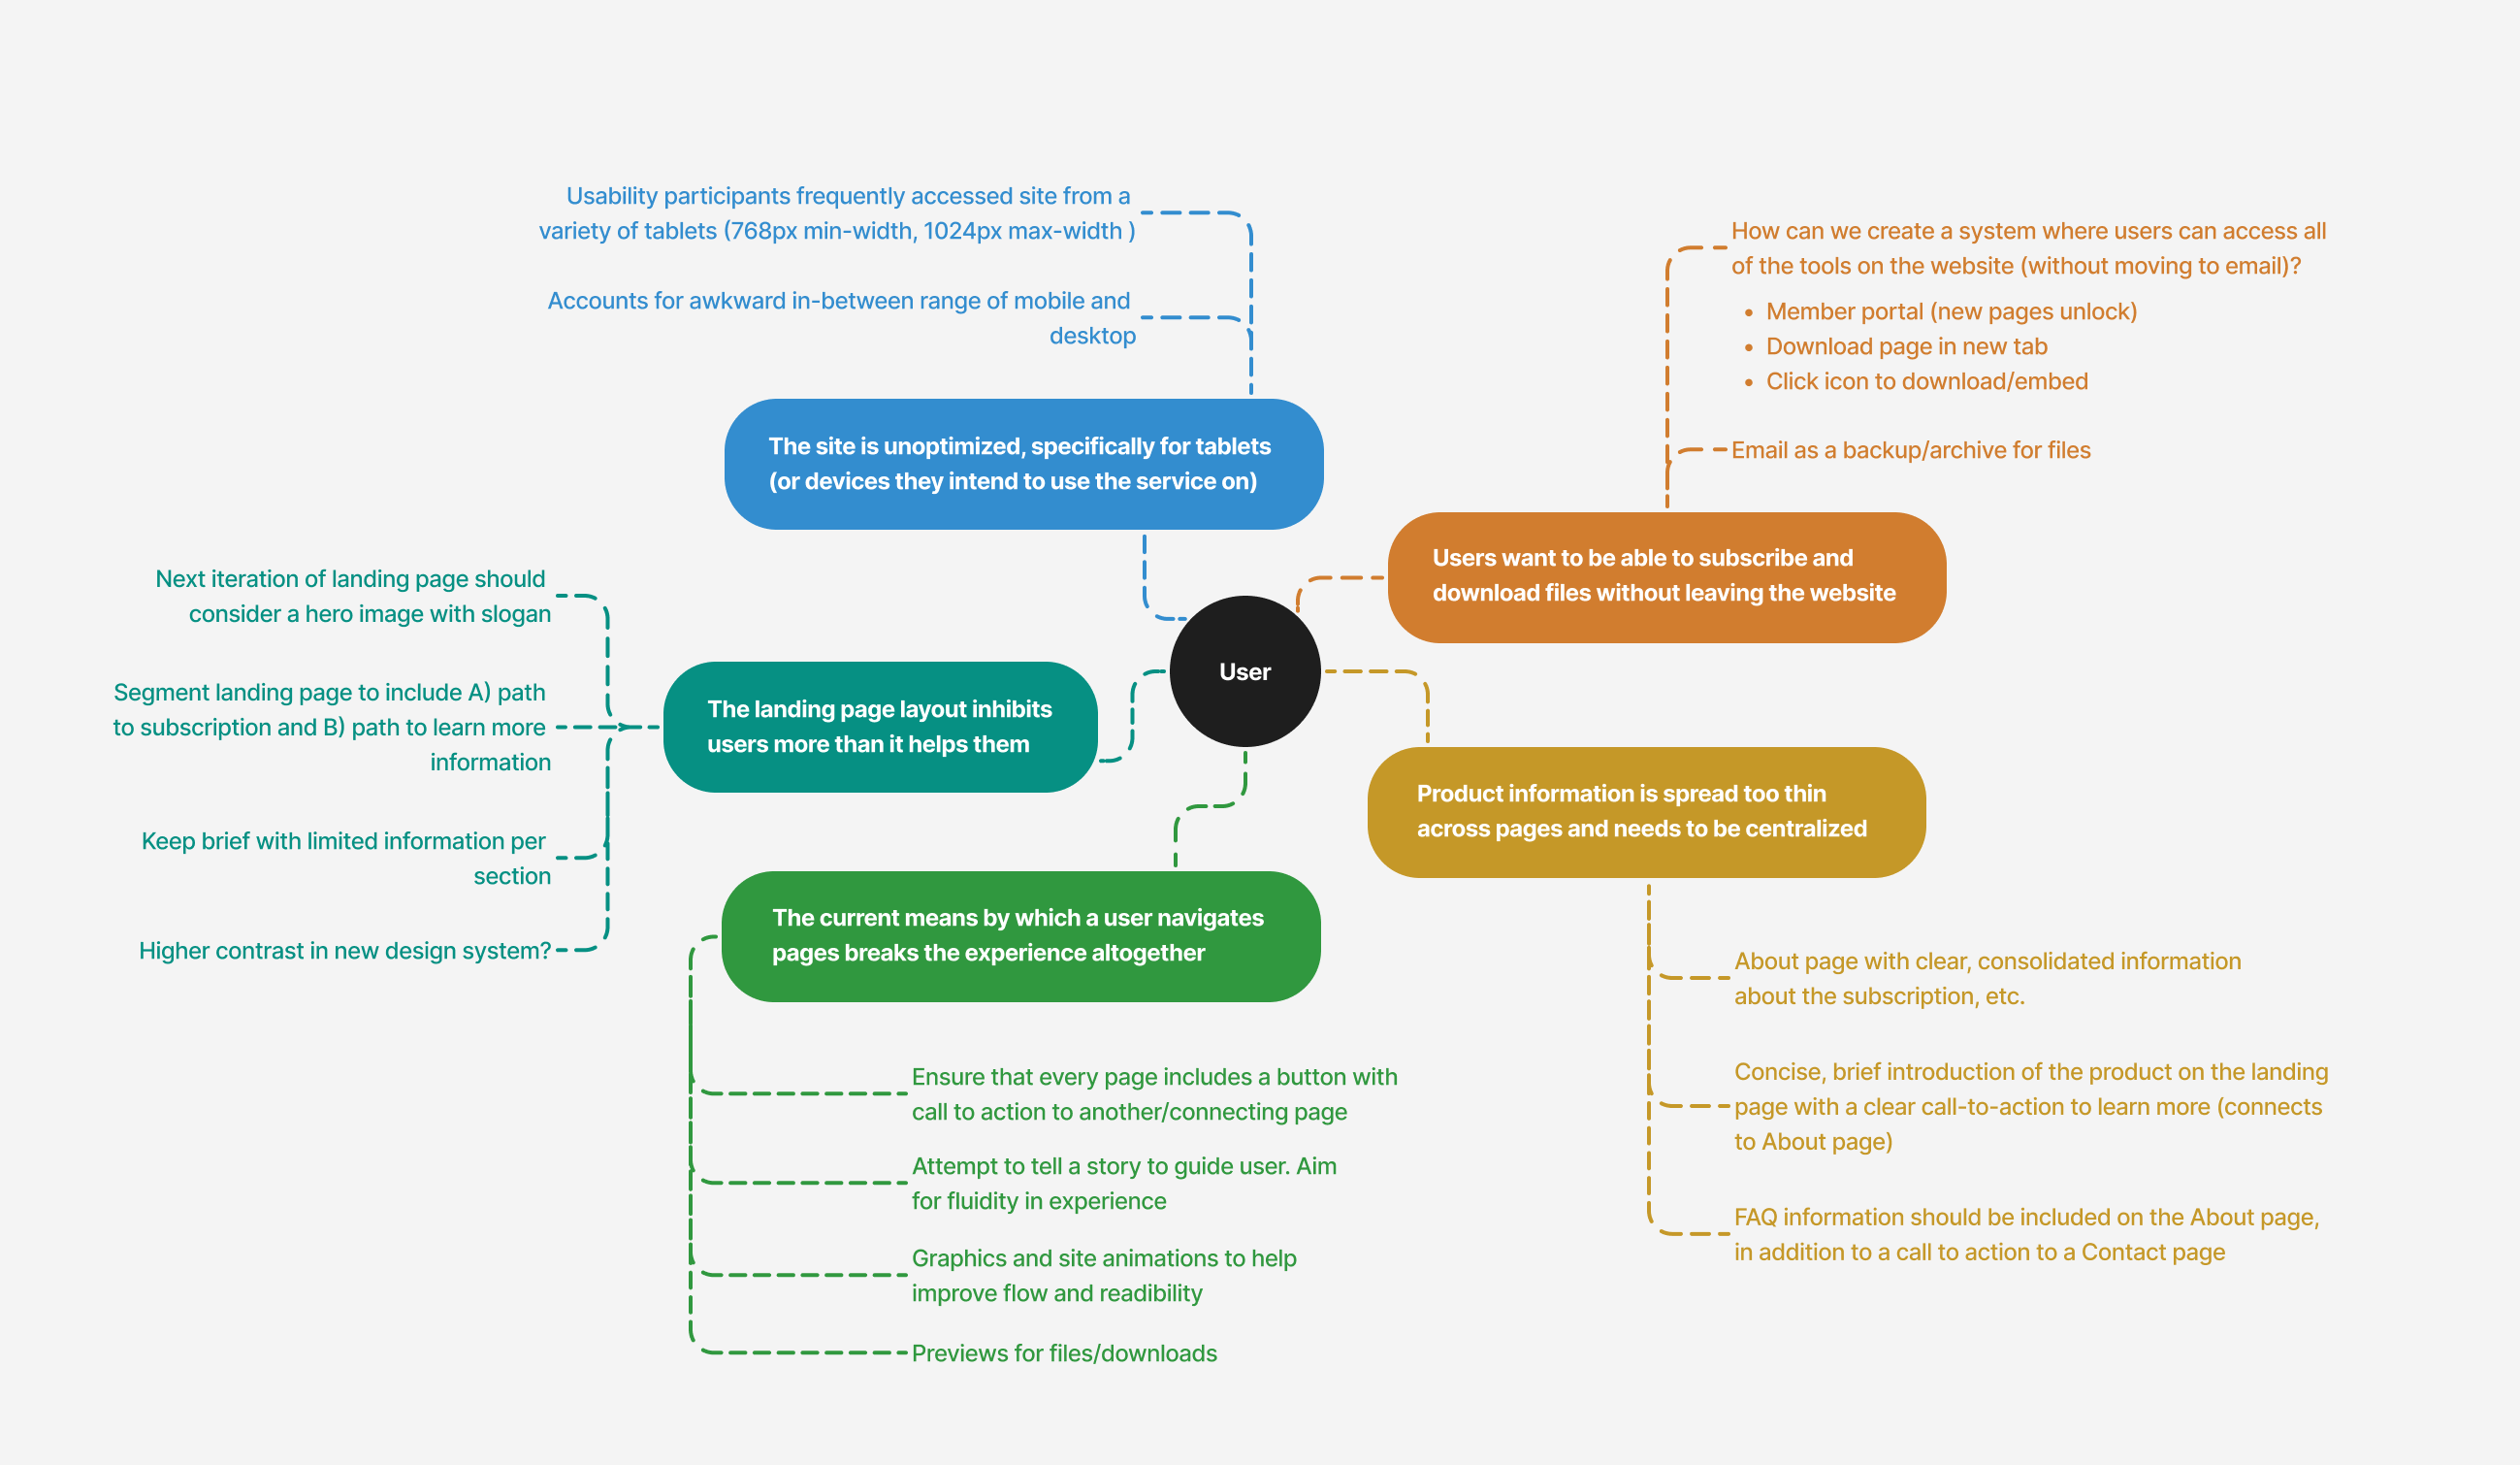 Usability participants frequently accessed site from a
variety of tablets (768px min-width, 1024px max-width )
Accounts for awkward in-between range of mobile and
desktop
The site is unoptimized, specifically for tablets
(or devices they intend to use the service on)
How can we create a system where users can access all
of the tools on the website (without moving to email)?
• Member portal (new pages unlock)
• Download page in new tab
• Click icon to download/embed
Email as a backup/archive for files
Users want to be able to subscribe and
download files without leaving the website
User
Next iteration of landing page should
consider a hero image with slogan
Segment landing page to include A) path
to subscription and B) path to learn more
information
Keep brief with limited information per
section
Higher contrast in new design system?
The landing page layout inhibits
users more than it helps them
Product information is spread too thin
across pages and needs to be centralized
About page with clear, consolidated information
about the subscription, etc.
Concise, brief introduction of the product on the landing
page with a clear call-to-action to learn more (connects
to About page)
FAQ information should be included on the About page,
in addition to a call to action to a Contact page
The current means by which a user navigates
pages breaks the experience altogether
Ensure that every page includes a button with
call to action to another/connecting page
Attempt to tell a story to guide user. Aim
for fluidity in experience
Graphics and site animations to help
improve flow and readibility
Previews for files/downloads